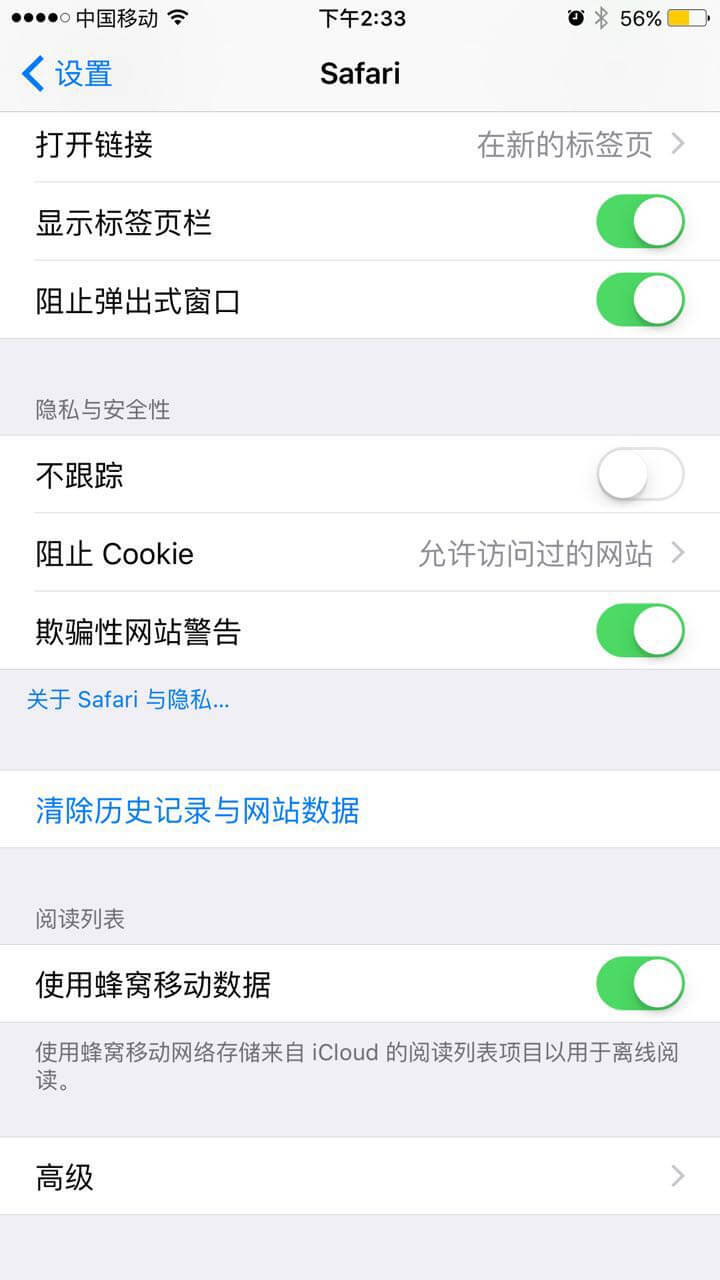 中国移动 下午2:33 56%
设置 Safari
打开链接 在新的标签页
显示标签页栏
阻止弹出式窗口
隐私与安全性
不跟踪
阻止 Cookie 允许访问过的网站
欺骗性网站警告
关于 Safari 与隐私...
清除历史记录与网站数据
阅读列表
使用蜂窝移动数据
使用蜂窝移动网络存储来自 iCloud 的阅读列表项目以用于离线阅
读。
高级